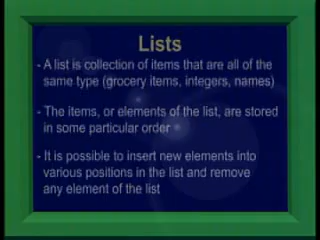 Lists
- A list is collection of items that are all of the
same type (grocery items, integers, names)
- The items, or elements of the list, are stored
in some particular order
- It is possible to insert new elements into
various positions in the list and remove
any element of the list